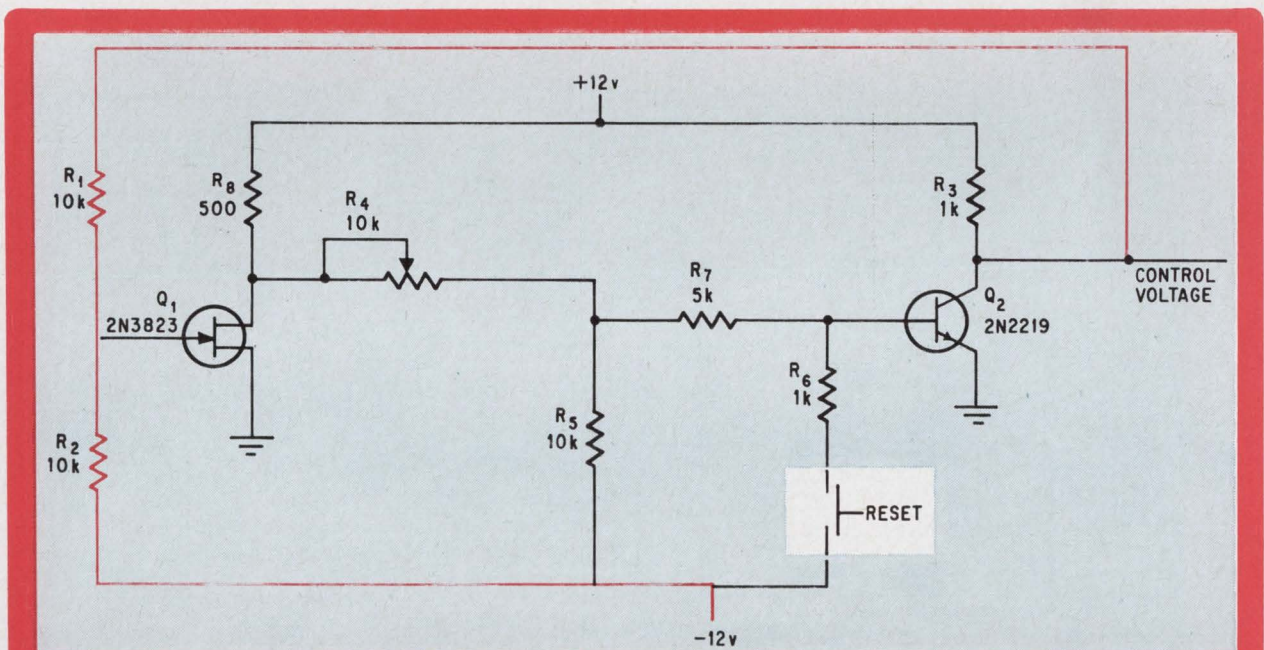 +12v
R1
10k
R8
500
R4
10k
R3
1k
Q1
2N3823
R7
5k
Q2
2N2219
CONTROL
VOLTAGE
R2
10k
R5
10k
R6
1k
RESET
-12v